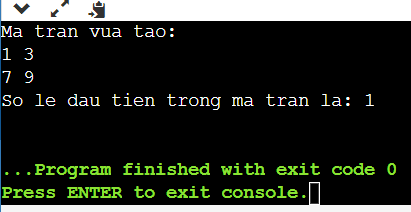 Ma tran vua tao:
1 3
7 9
So le dau tien trong ma tran la: 1
...Program finished with exit code 0
Press ENTER to exit console.